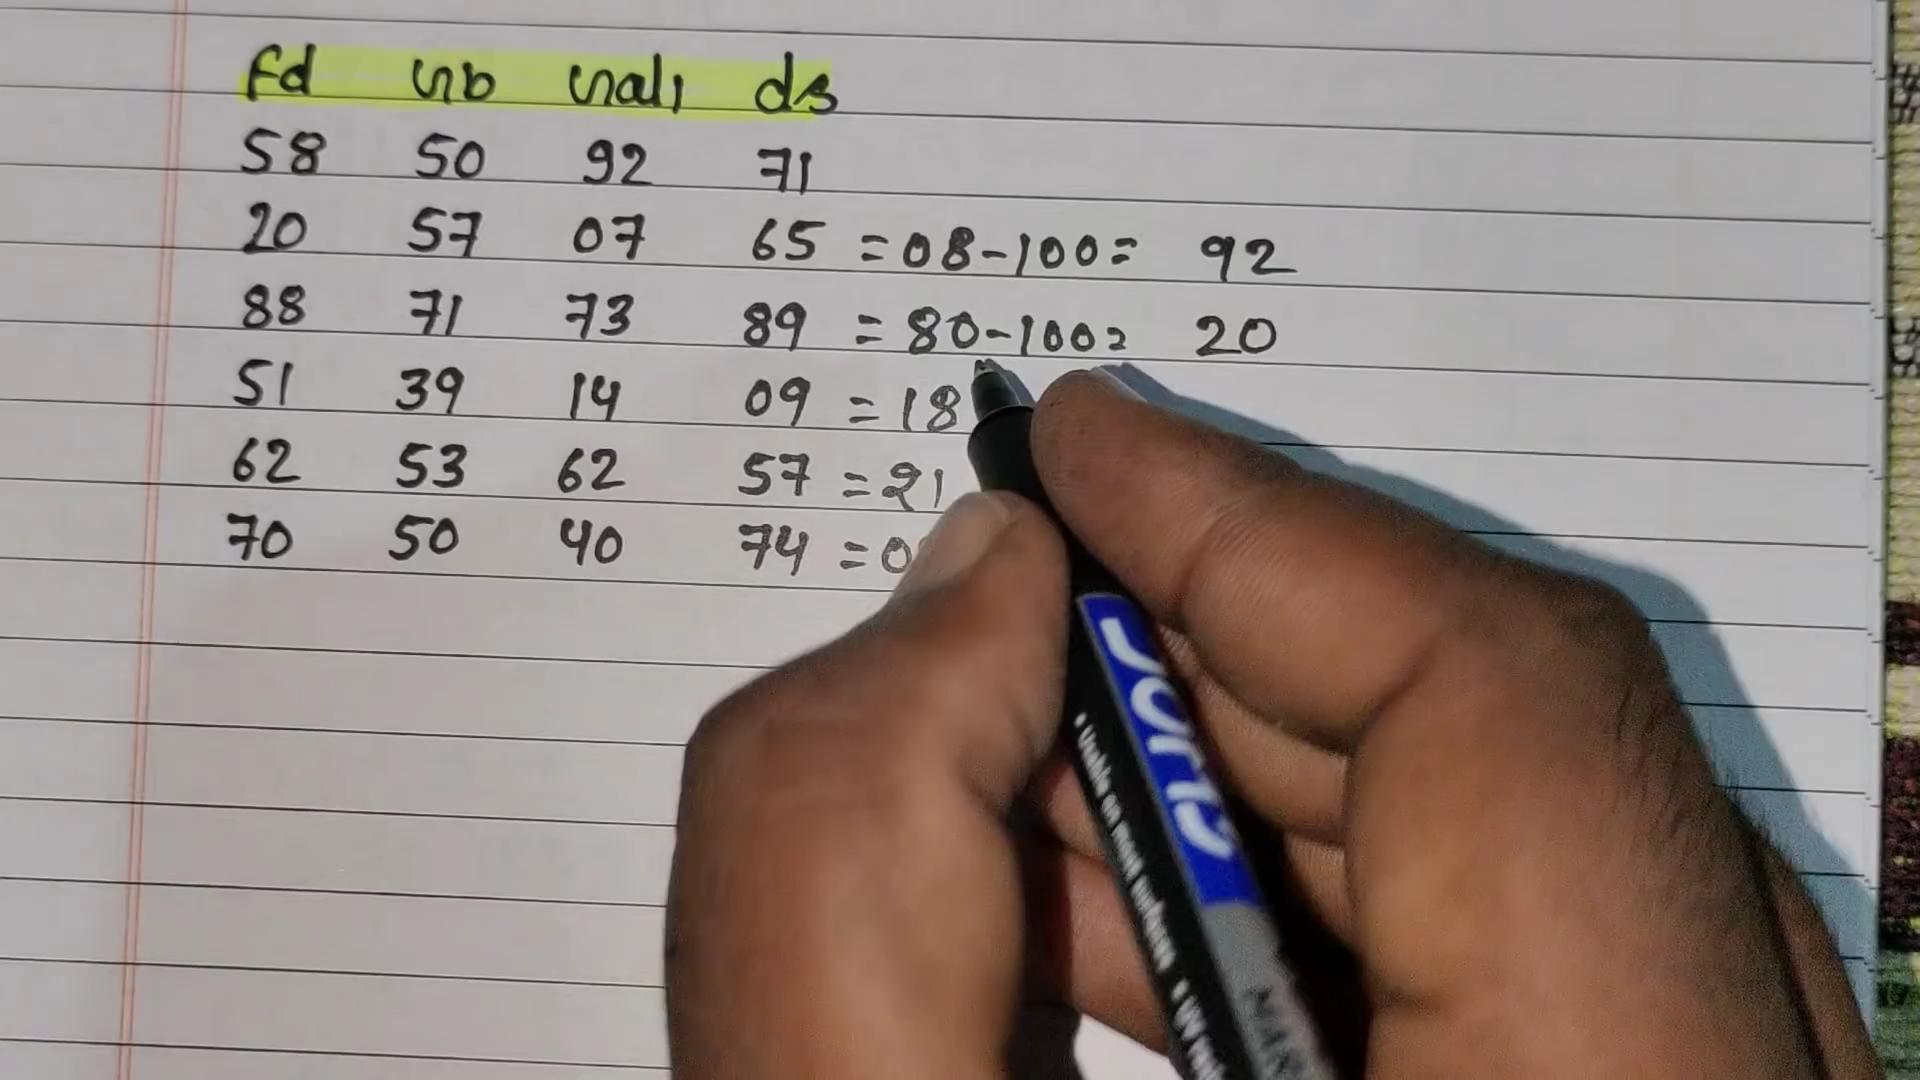 Fd Gb Gali ds
58 50 92 71
20 57 07 65 = 08-100= 92
88 71 73 89 = 80-100= 20
51 39 14 09 = 18
62 53 62 57 = 21
70 50 40 74 = 0